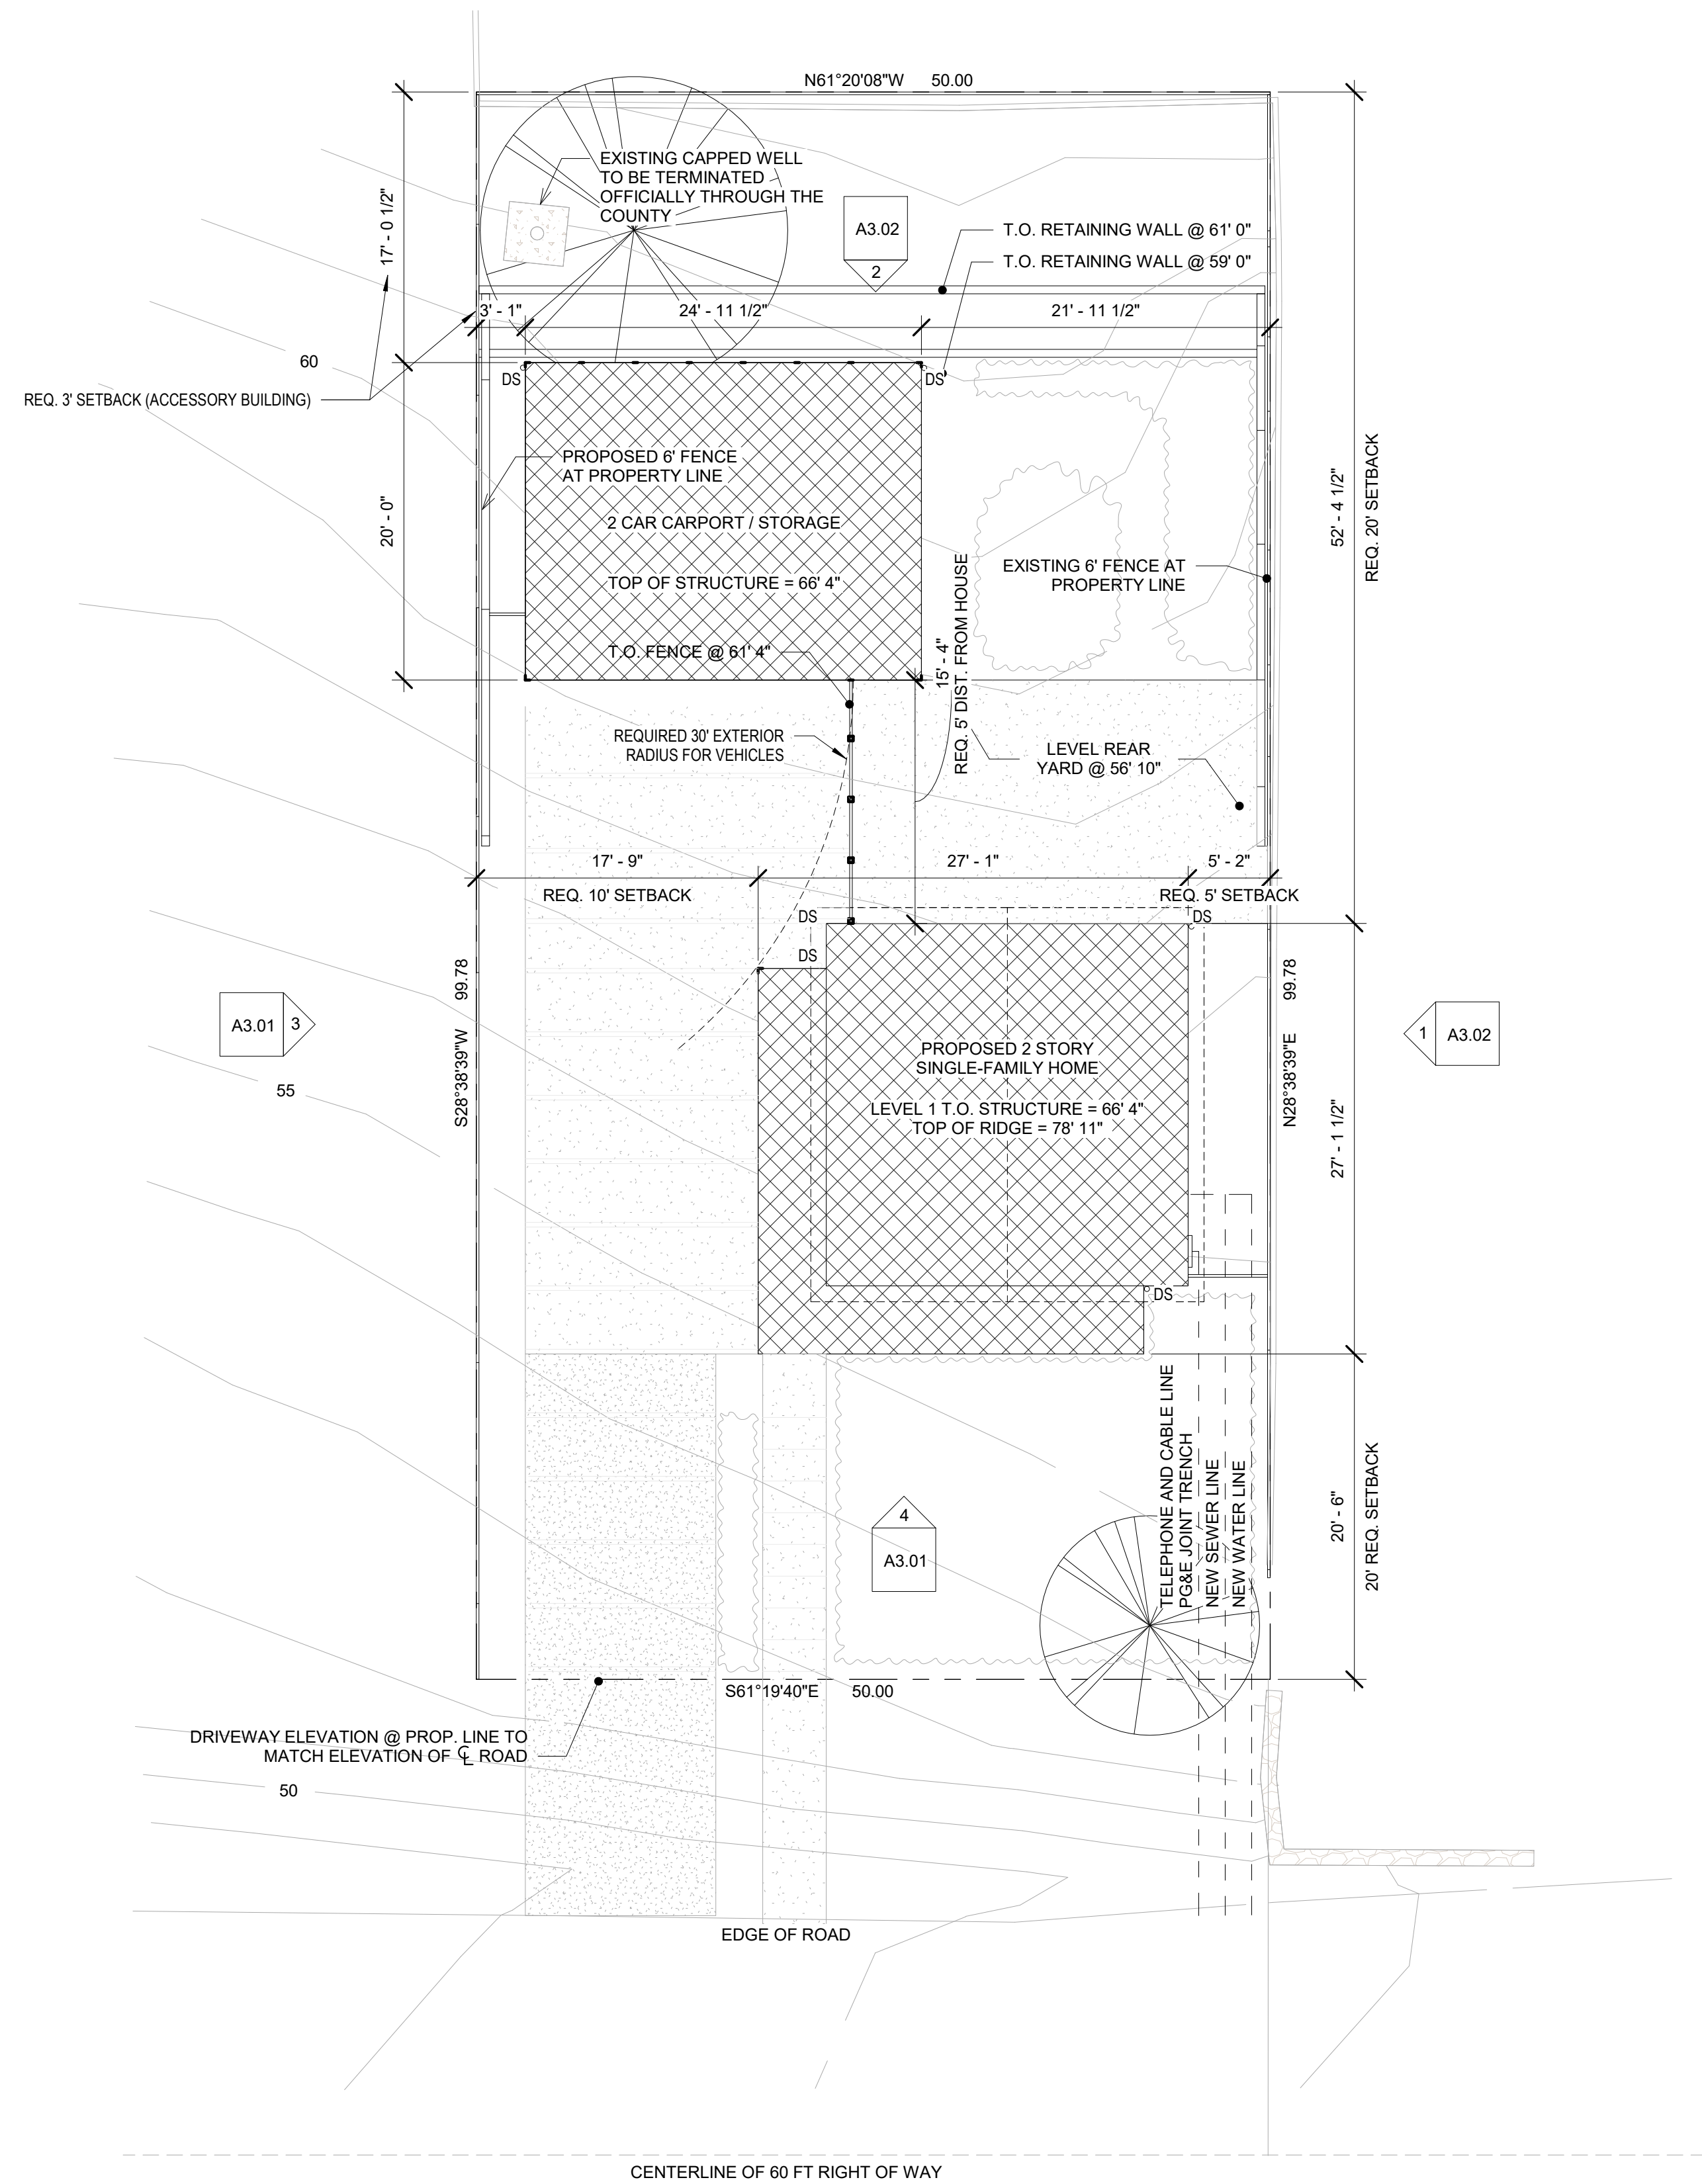 N61°20'08"W 50.00
EXISTING CAPPED WELL
TO BE TERMINATED
OFFICIALLY THROUGH THE
COUNTY
17' - 0 1/2"
A3.02
2
T.O. RETAINING WALL @ 61' 0"
T.O. RETAINING WALL @ 59' 0"
3' - 1"
24' - 11 1/2"
21' - 11 1/2"
60
DS
DS
REQ. 3' SETBACK (ACCESSORY BUILDING)
PROPOSED 6' FENCE
AT PROPERTY LINE
20' - 0"
2 CAR CARPORT / STORAGE
TOP OF STRUCTURE = 66' 4"
52' - 4 1/2"
REQ. 20' SETBACK
EXISTING 6' FENCE AT
PROPERTY LINE
T.O. FENCE @ 61' 4"
15' - 4"
REQ. 5' DIST. FROM HOUSE
REQUIRED 30' EXTERIOR
RADIUS FOR VEHICLES
LEVEL REAR
YARD @ 56' 10"
17' - 9"
27' - 1"
5' - 2"
REQ. 10' SETBACK
REQ. 5' SETBACK
DS
DS
DS
S28°38'39"W 99.78
N28°38'39"E 99.78
A3.01
3
1
A3.02
PROPOSED 2 STORY
SINGLE-FAMILY HOME
LEVEL 1 T.O. STRUCTURE = 66' 4"
TOP OF RIDGE = 78' 11"
55
27' - 1 1/2"
DS
TELEPHONE AND CABLE LINE
PG&E JOINT TRENCH
NEW SEWER LINE
NEW WATER LINE
20' - 6"
20' REQ. SETBACK
4
A3.01
S61°19'40"E 50.00
DRIVEWAY ELEVATION @ PROP. LINE TO
MATCH ELEVATION OF ℄ ROAD
50
EDGE OF ROAD
CENTERLINE OF 60 FT RIGHT OF WAY